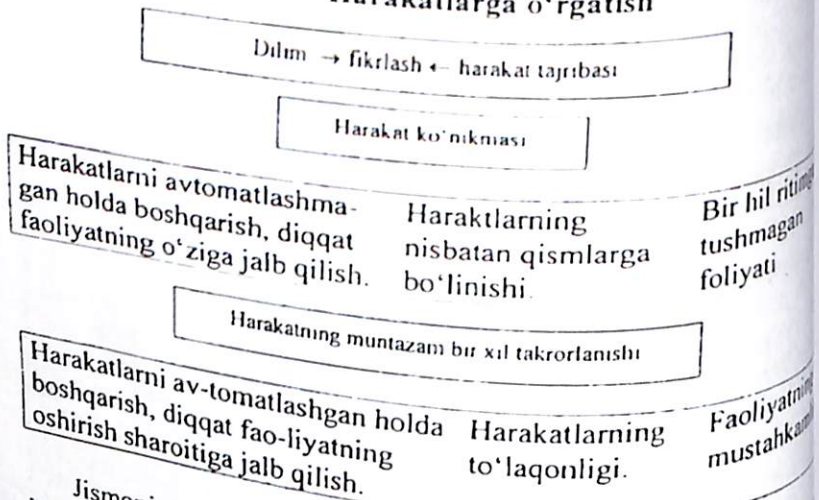 Harakatlarga o‘rgatish
Dilim → fikrlash ← harakat tajribasi
Harakat ko‘nikmasi
Harakatlarni avtomatlashma-
gan holda boshqarish, diqqat
faoliyatning o‘ziga jalb qilish.
Haraktlarning
nisbatan qismlarga
bo‘linishi.
Bir hil
tushmagan
foliyati
Harakatning muntazam bir xil takrorlanishi
Harakatlarni av-tomatlashgan holda
boshqarish, diqqat fao-liyatning
oshirish sharoitiga jalb qilish.
Harakatlarning
to‘laqonligi.